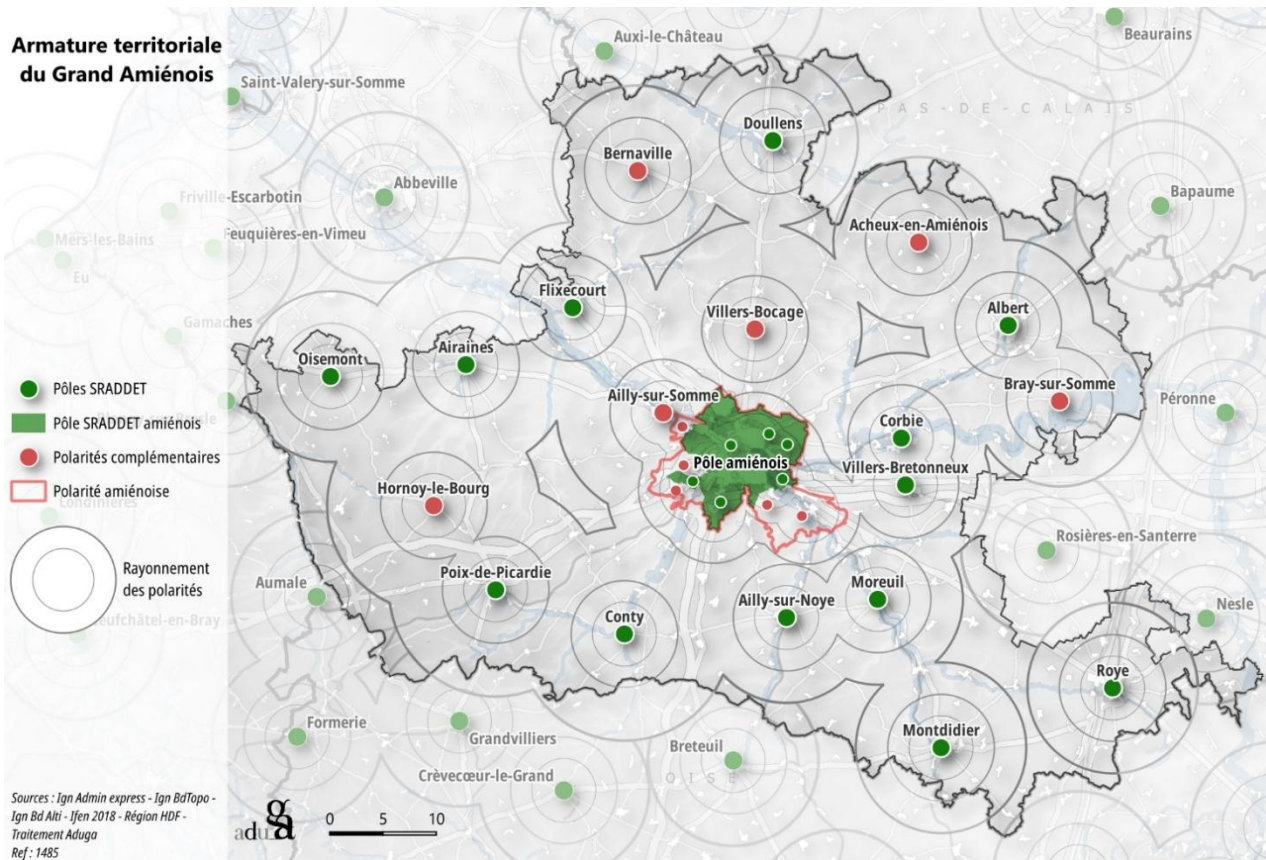 Armature territoriale
du Grand Amiénois
Auxi-le-Château
Beaurains
Saint-Valery-sur-Somme
PAS-DE-CALAIS
Doullens
Bernaville
Abbeville
Bapaume
Friville-Escarbotin
Acheux-en-Amiénois
Mers-les-Bains
Feuquières-en-Vimeu
Eu
Flixecourt
Villers-Bocage
Albert
Gamaches
Oisemont
Airaines
Pôles SRADDET
Ailly-sur-Somme
Bray-sur-Somme
Péronne
Pôle SRADDET amiénois
Corbie
Polarités complémentaires
Pôle amiénois
Villers-Bretonneux
Polarité amiénoise
Hornoy-le-Bourg
Londinières
Rosières-en-Santerre
Rayonnement
des polarités
Aumale
Poix-de-Picardie
Conty
Ailly-sur-Noye
Moreuil
Nesle
Neufchâtel-en-Bray
Roye
Formerie
Grandvilliers
Breteuil
Montdidier
Crèvecœur-le-Grand
OISE
Sources : Ign Admin express - Ign BdTopo -
Ign Bd Alti - Ifen 2018 - Région HDF -
Traitement Aduga
Ref : 1485
aduga
0 5 10